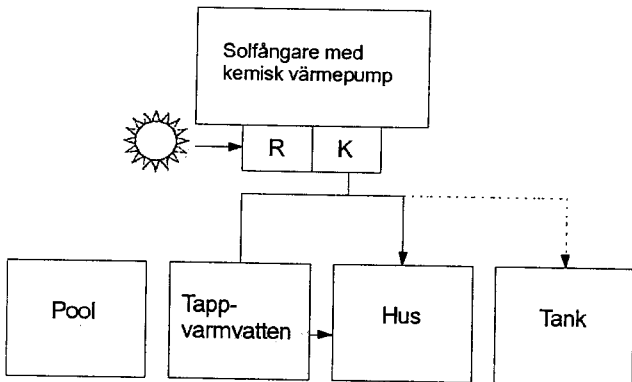 Solfångare med
kemisk värmepump
R K
Pool
Tapp-
varmvatten
Hus
Tank